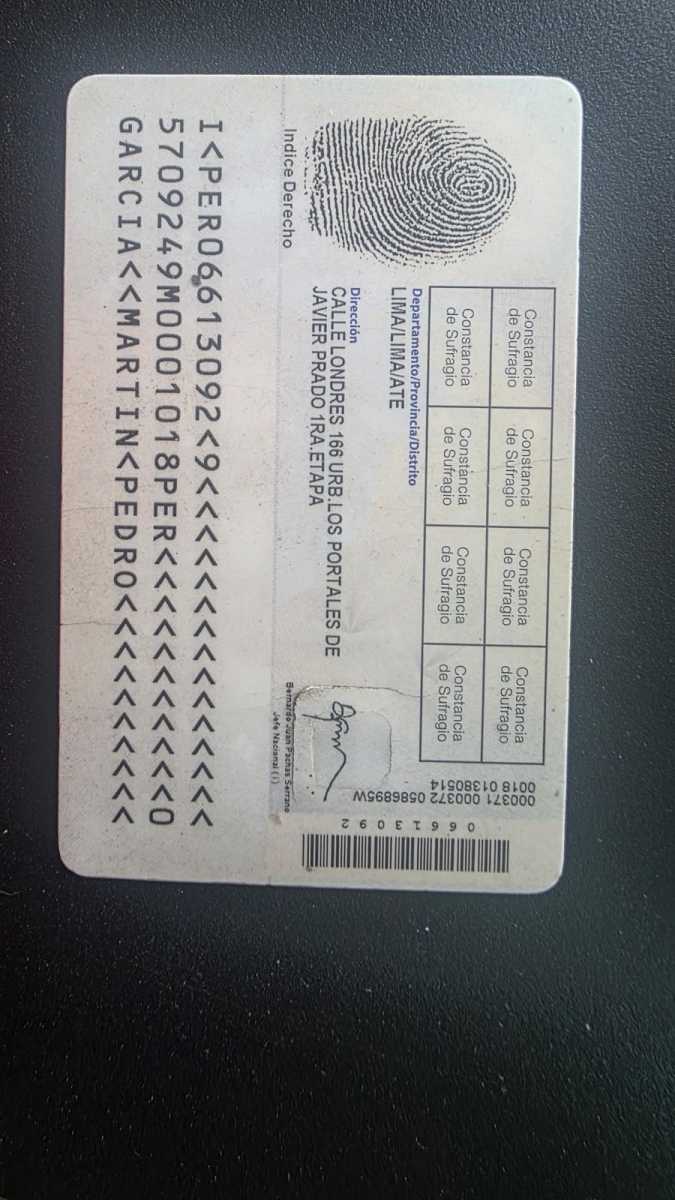 Constancia de Sufragio Constancia de Sufragio Constancia de Sufragio Constancia de Sufragio
Constancia de Sufragio Constancia de Sufragio Constancia de Sufragio Constancia de Sufragio
000371 000372 0586895W
0018 01380514
06613092
Departamento/Provincia/Distrito
LIMA/LIMA/ATE
Dirección
CALLE LONDRES 166 URB.LOS PORTALES DE
JAVIER PRADO 1RA.ETAPA
Indice Derecho
Bernardo Juan Pachas Serrano
Jefe Nacional (i)
I<PER06613092<9<<<<<<<<<<<<<<<
5709249M0001018PER<<<<<<<<<<<0
GARCIA<<MARTIN<PEDRO<<<<<<<<<<